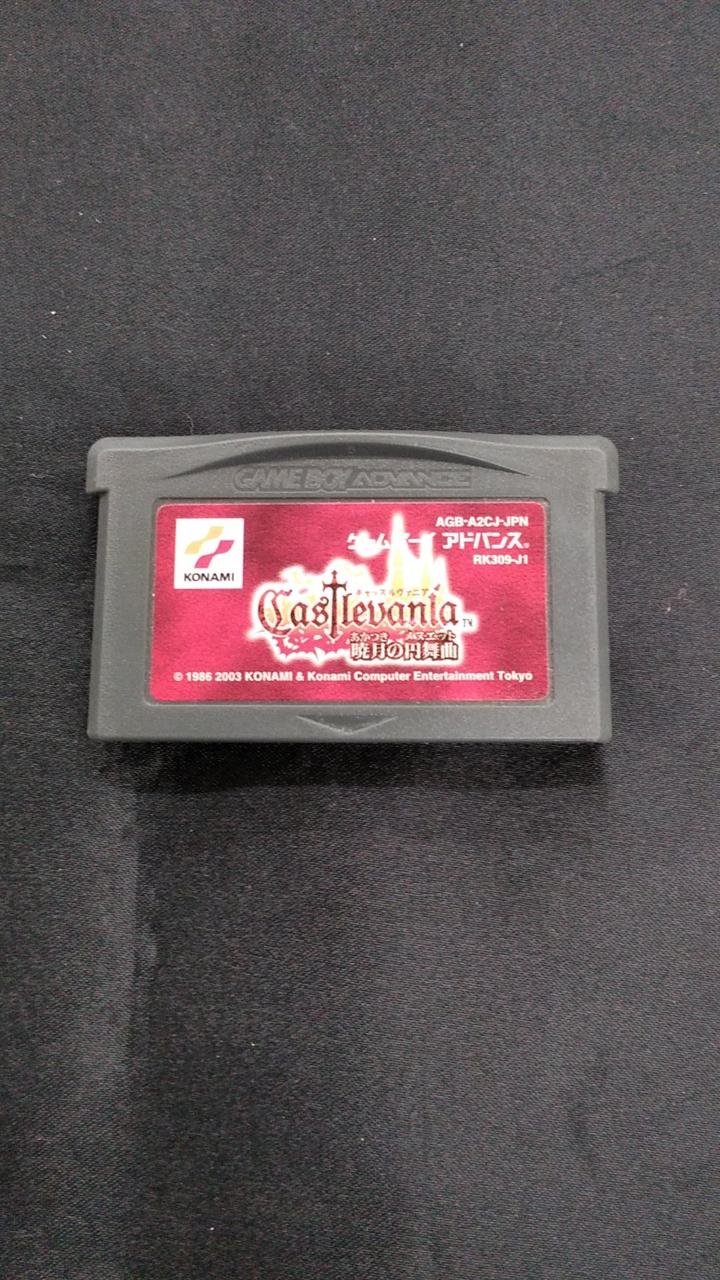 GAME BOY ADVANCE
AGB-A2CJ-JPN
ゲームボーイ アドバンス®
RK309-J1
KONAMI
キャッスルヴァニア
Castlevania™
あかつき メヌエット
暁月の円舞曲
© 1986 2003 KONAMI & Konami Computer Entertainment Tokyo